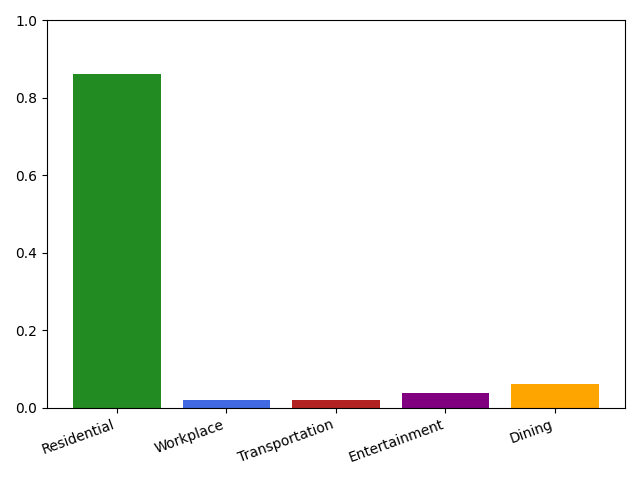 1.0
0.8
0.6
0.4
0.2
0.0
Residential
Workplace
Transportation
Entertainment
Dining